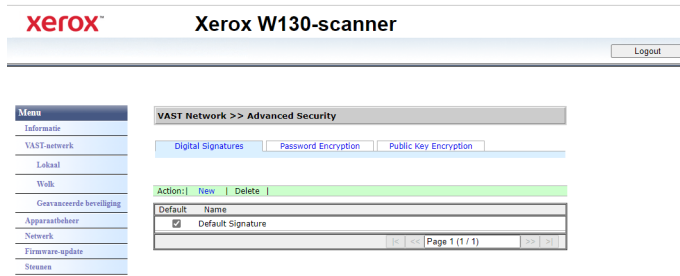 xerox™
Xerox W130-scanner
Logout
Menu
Informatie
VAST-netwerk
Lokaal
Wolk
Geavanceerde beveiliging
Apparaatbeheer
Netwerk
Firmware-update
Steunen
VAST Network >> Advanced Security
Digital Signatures Password Encryption Public Key Encryption
Action:| New | Delete |
Default Name
Default Signature
|< << Page 1 (1 / 1) >> >|